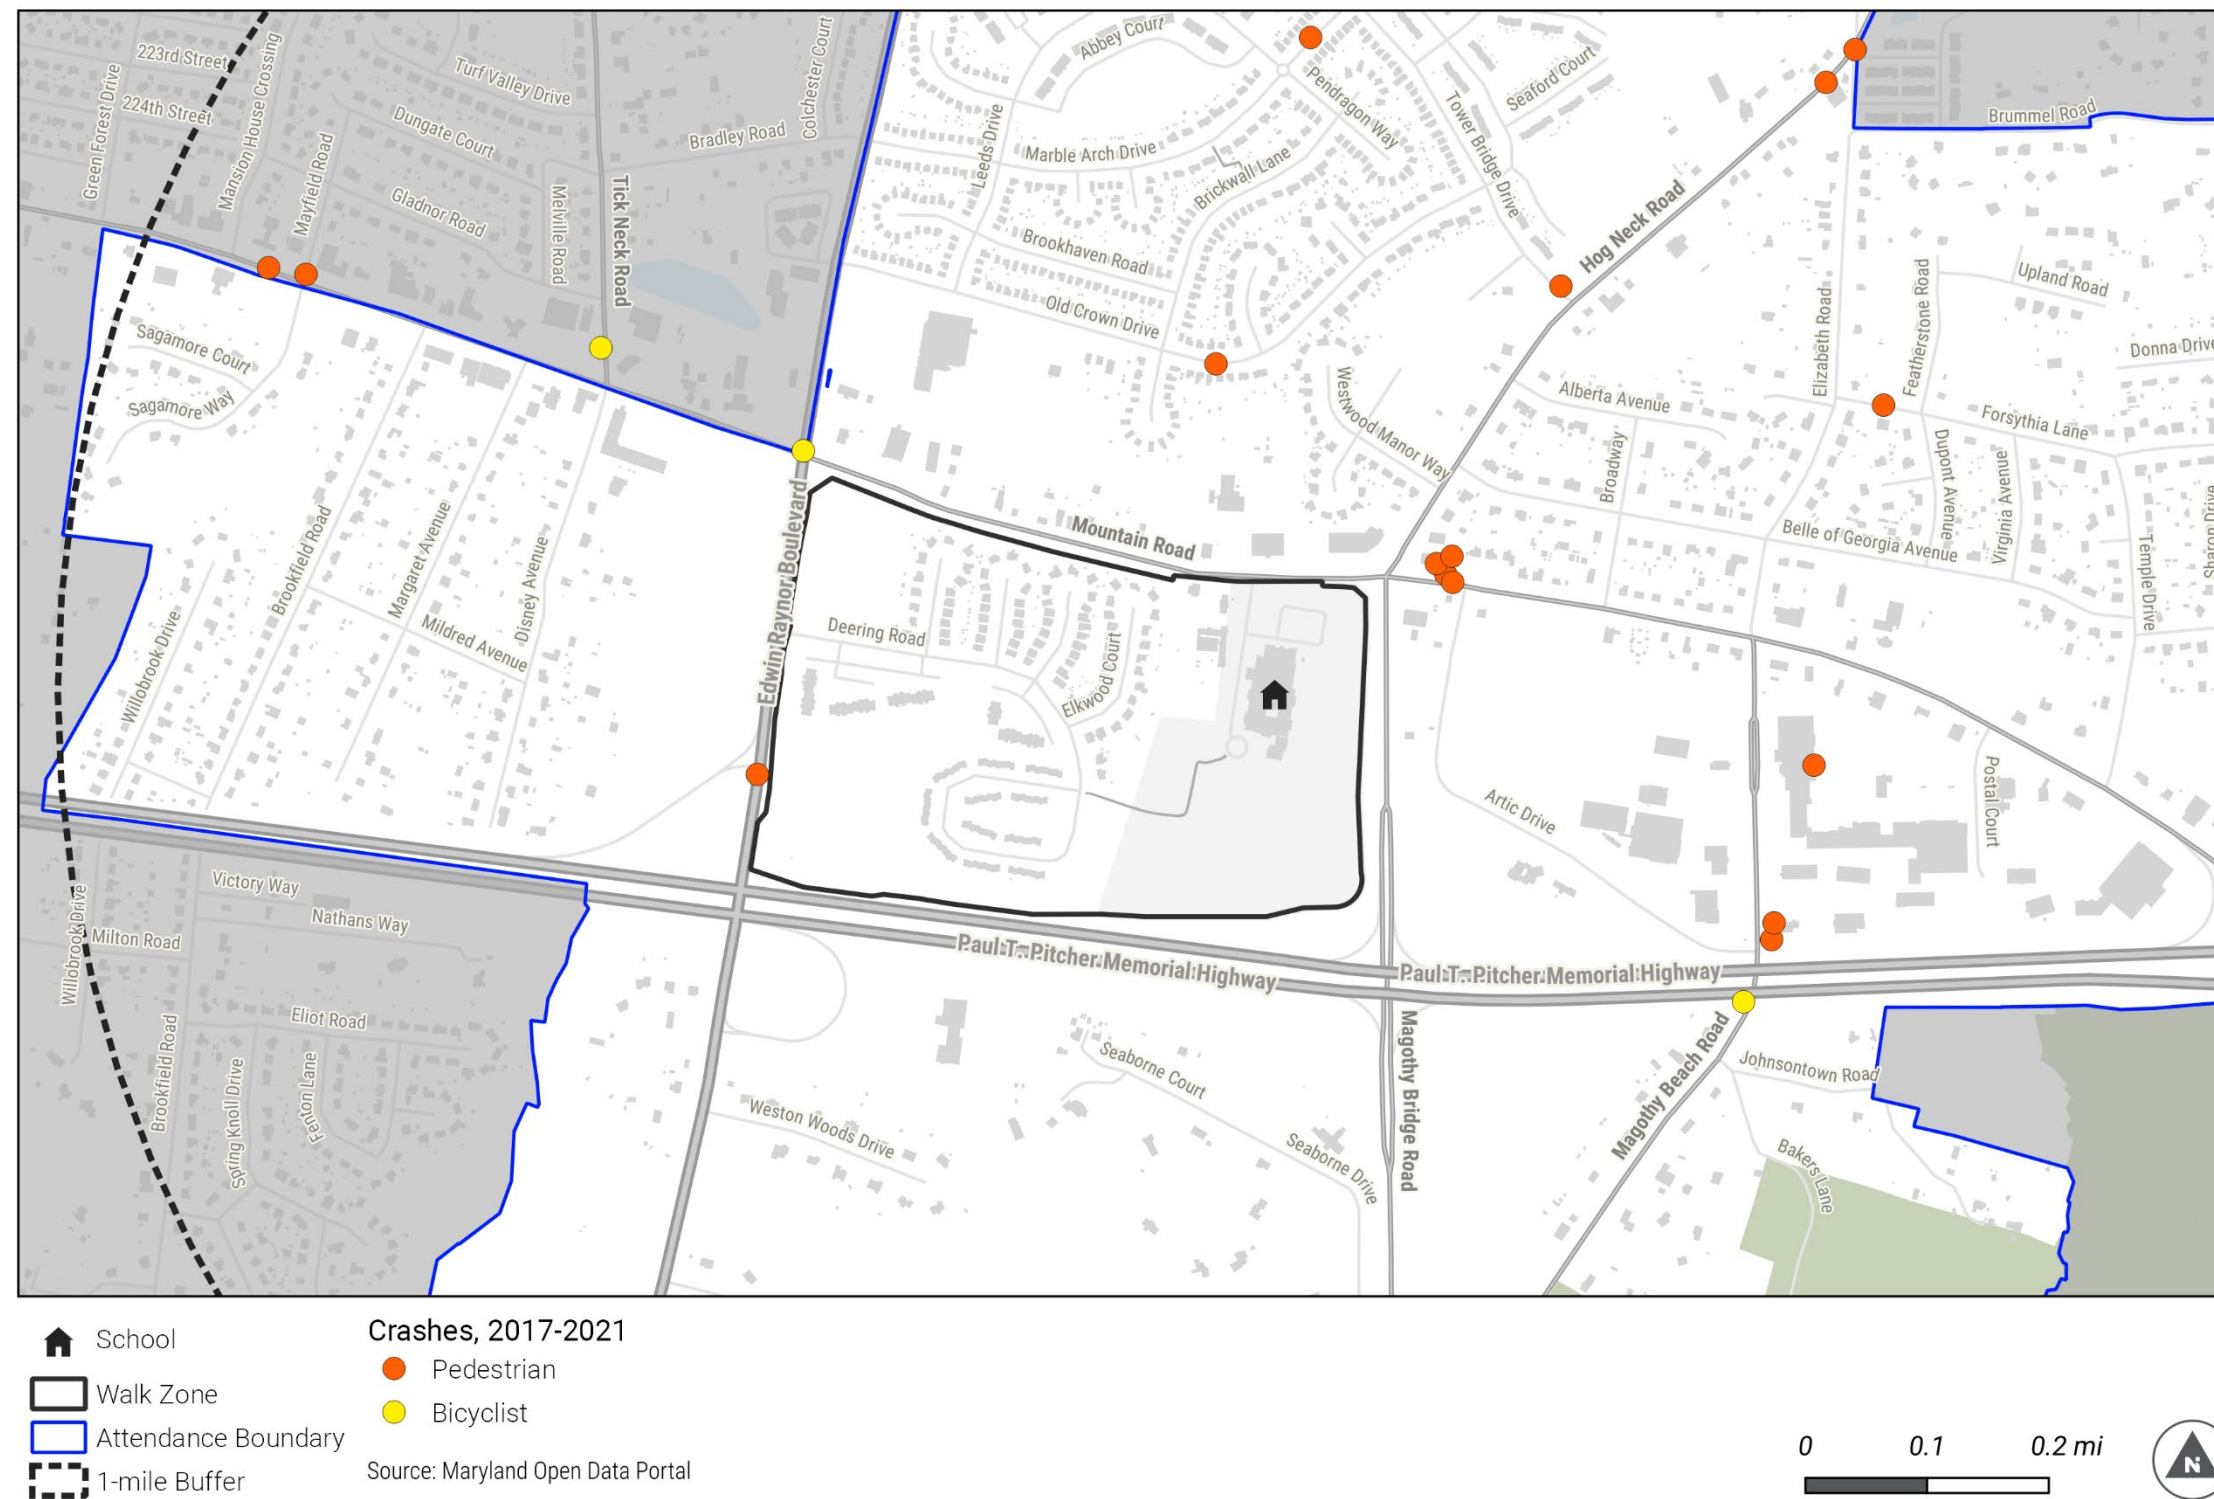 223rd Street
224th Street
Green Forest Drive
Mansion House Crossing
Mayfield Road
Turf Valley Drive
Dungate Court
Gladnor Road
Melville Road
Tick Neck Road
Bradley Road
Colchester Court
Abbey Court
Leeds Drive
Marble Arch Drive
Pendragon Way
Brickwall Lane
Tower Bridge Drive
Seaford Court
Brookhaven Road
Old Crown Drive
Hog Neck Road
Brummel Road
Upland Road
Elizabeth Road
Featherstone Road
Donna Drive
Sagamore Court
Sagamore Way
Westwood Manor Way
Alberta Avenue
Broadway
Forsythia Lane
Dupont Avenue
Virginia Avenue
Belle of Georgia Avenue
Temple Drive
Sharon Drive
Mountain Road
Edwin Raynor Boulevard
Brookfield Road
Margaret Avenue
Disney Avenue
Mildred Avenue
Willobrook Drive
Deering Road
Elkwood Court
Artic Drive
Postal Court
Victory Way
Nathans Way
Milton Road
Willobrook Drive
Paul T. Pitcher Memorial Highway
Paul T. Pitcher Memorial Highway
Eliot Road
Brookfield Road
Spring Knoll Drive
Fenton Lane
Weston Woods Drive
Seaborne Court
Seaborne Drive
Magothy Bridge Road
Magothy Beach Road
Johnsontown Road
Bakers Lane
School
Walk Zone
Attendance Boundary
1-mile Buffer
Crashes, 2017-2021
Pedestrian
Bicyclist
Source: Maryland Open Data Portal
0 0.1 0.2 mi
N